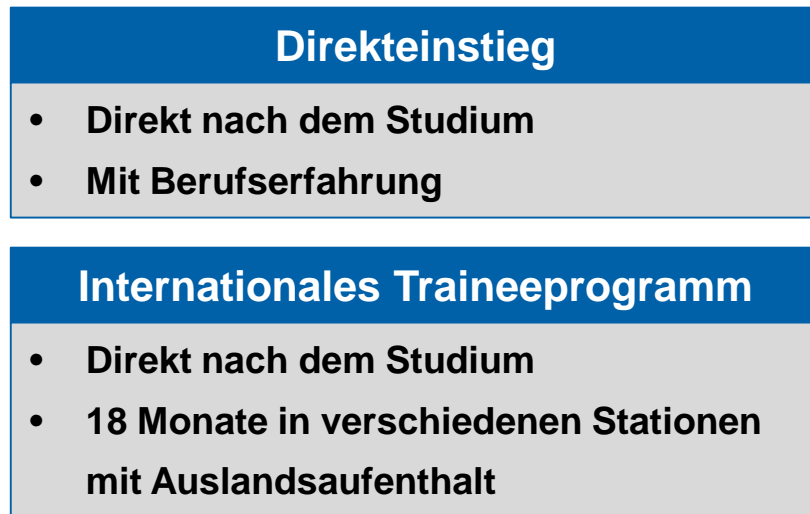 Direkteinstieg
• Direkt nach dem Studium
• Mit Berufserfahrung
Internationales Traineeprogramm
• Direkt nach dem Studium
• 18 Monate in verschiedenen Stationen
mit Auslandsaufenthalt